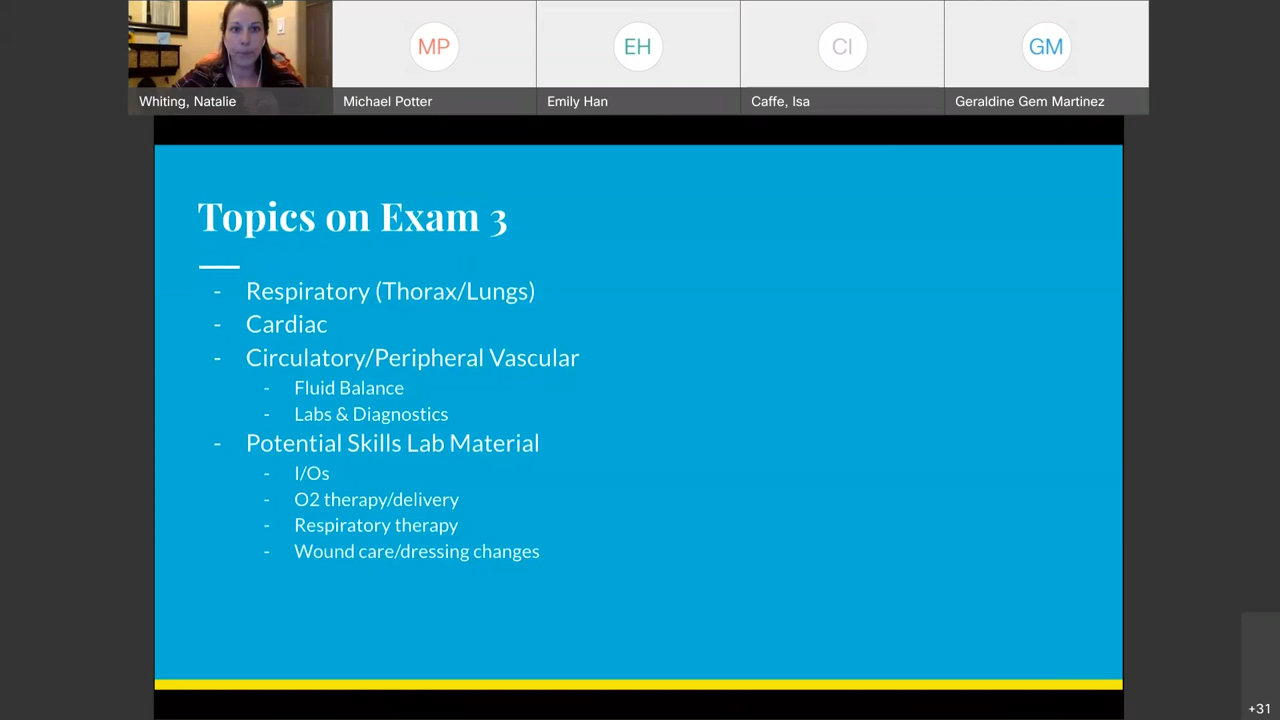 MP
EH
CI
GM
Whiting, Natalie
Michael Potter
Emily Han
Caffe, Isa
Geraldine Gem Martinez
Topics on Exam 3
- Respiratory (Thorax/Lungs)
- Cardiac
- Circulatory/Peripheral Vascular
- Fluid Balance
- Labs & Diagnostics
- Potential Skills Lab Material
- I/Os
- O2 therapy/delivery
- Respiratory therapy
- Wound care/dressing changes
+31